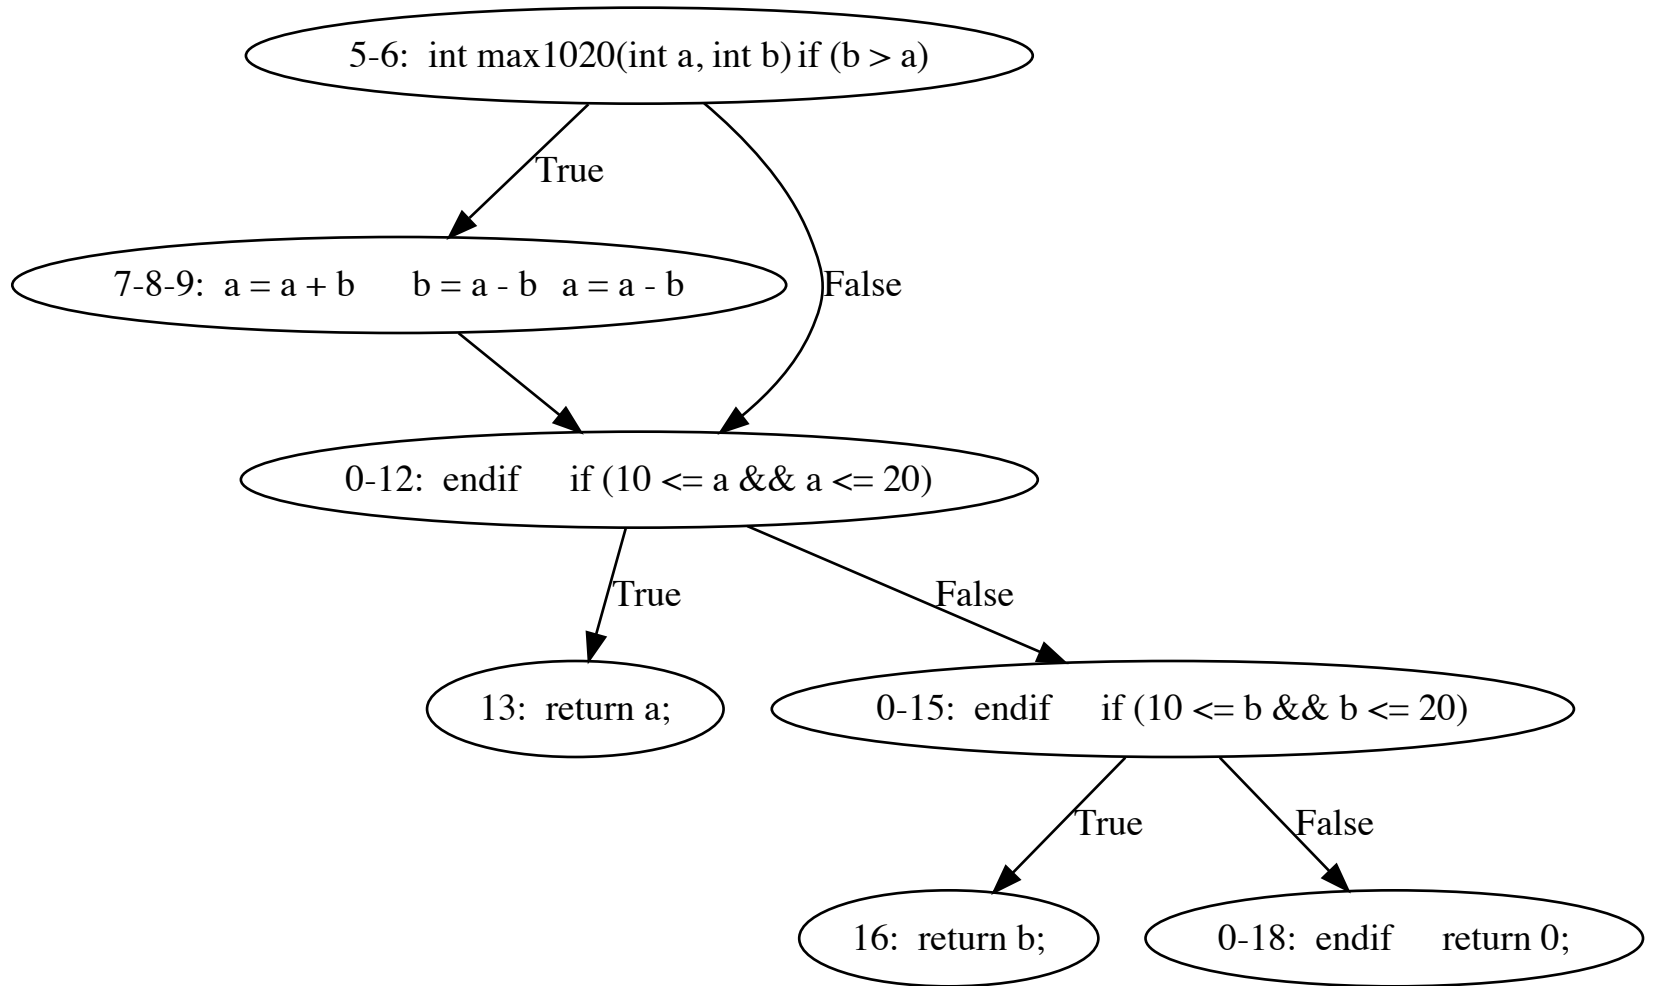 5-6:  int max1020(int a, int b) if (b > a)
True
False
7-8-9:  a = a + b      b = a - b  a = a - b
0-12:  endif     if (10 <= a && a <= 20)
True
False
13:  return a;
0-15:  endif     if (10 <= b && b <= 20)
True
False
16:  return b;
0-18:  endif     return 0;